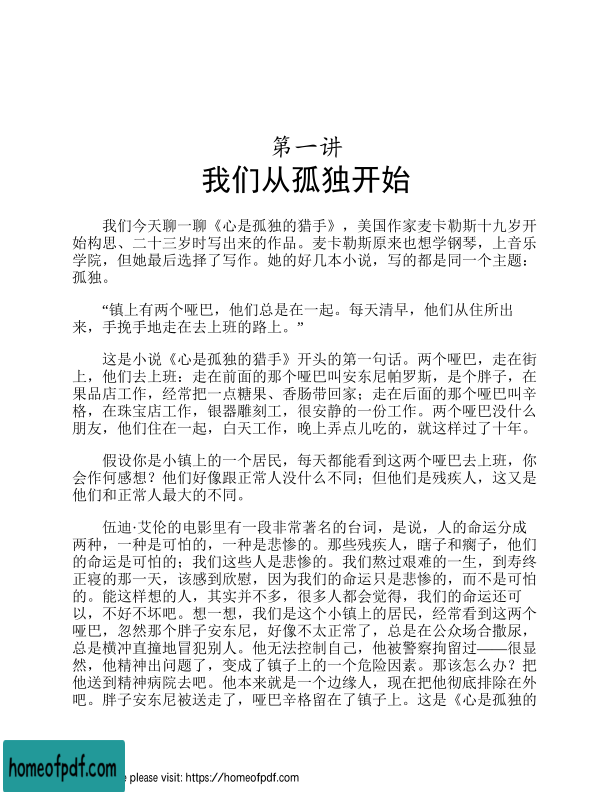 第一讲
我们从孤独开始
我们今天聊一聊《心是孤独的猎手》，美国作家麦卡勒斯十九岁开
始构思、二十三岁时写出来的作品。麦卡勒斯原来也想学钢琴，上音乐
学院，但她最后选择了写作。她的好几本小说，写的都是同一个主题：
孤独。
“镇上有两个哑巴，他们总是在一起。每天清早，他们从住所出
来，手挽手地走在去上班的路上。”
这是小说《心是孤独的猎手》开头的第一句话。两个哑巴，走在街
上，他们去上班：走在前面的那个哑巴叫安东尼帕罗斯，是个胖子，在
果品店工作，经常把一点糖果、香肠带回家；走在后面的那个哑巴叫辛
格，在珠宝店工作，银器雕刻工，很安静的一份工作。两个哑巴没什么
朋友，他们住在一起，白天工作，晚上弄点儿吃的，就这样过了十年。
假设你是小镇上的一个居民，每天都能看到这两个哑巴去上班，你
会作何感想？他们好像跟正常人没什么不同；但他们是残疾人，这又是
他们和正常人最大的不同。
伍迪·艾伦的电影里有一段非常著名的台词，是说，人的命运分成
两种，一种是可怕的，一种是悲惨的。那些残疾人，瞎子和瘸子，他们
的命运是可怕的；我们这些人是悲惨的。我们熬过艰难的一生，到寿终
正寝的那一天，该感到欣慰，因为我们的命运只是悲惨的，而不是可怕
的。能这样想的人，其实并不多，很多人都会觉得，我们的命运还可
以，不好不坏吧。想一想，我们是这个小镇上的居民，经常看到这两个
哑巴，忽然那个胖子安东尼，好像不太正常了，总是在公众场合撒尿，
总是横冲直撞地冒犯别人。他无法控制自己，他被警察拘留过——很显
然，他精神出问题了，变成了镇子上的一个危险因素。那该怎么办？把
他送到精神病院去吧。他本来就是一个边缘人，现在把他彻底排除在外
吧。胖子安东尼被送走了，哑巴辛格留在了镇子上。这是《心是孤独的
homeofpdf.com
please visit: https://homeofpdf.com